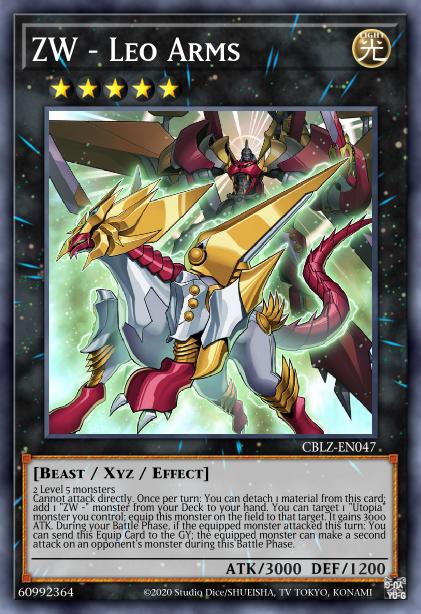 ZW - Leo Arms
LIGHT
光
CBLZ-EN047
[Beast / Xyz / Effect]
2 Level 5 monsters
Cannot attack directly. Once per turn: You can detach 1 material from this card;
add 1 "ZW -" monster from your Deck to your hand. You can target 1 "Utopia"
monster you control; equip this monster on the field to that target. It gains 3000
ATK. During your Battle Phase, if the equipped monster attacked this turn: You
can send this Equip Card to the GY; the equipped monster can make a second
attack on an opponent's monster during this Battle Phase.
ATK/3000 DEF/1200
60992364
©2020 Studio Dice/SHUEISHA, TV TOKYO, KONAMI